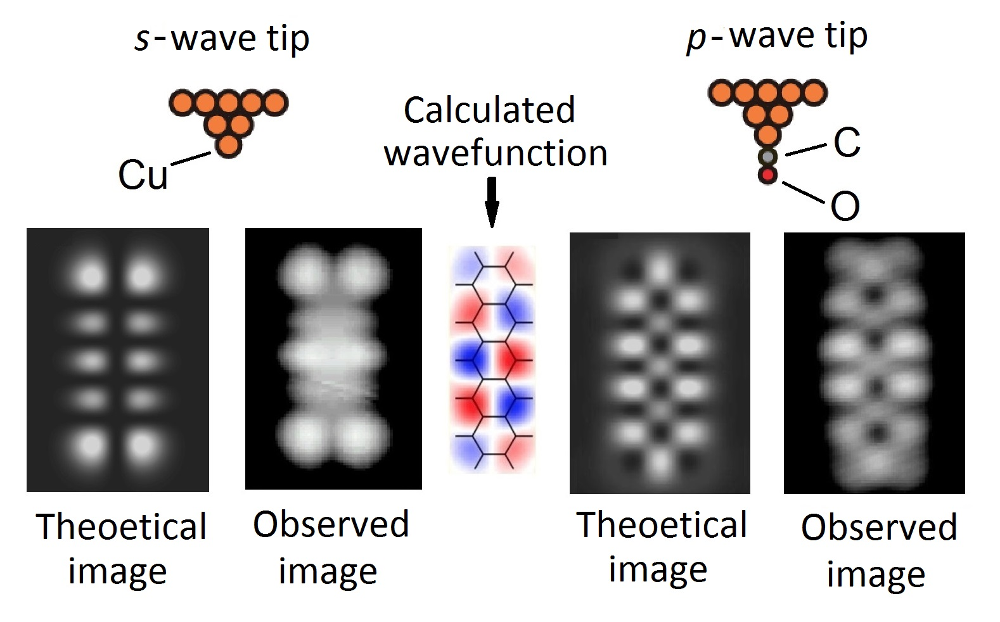 s-wave tip
p-wave tip
Calculated
wavefunction
Cu
C
O
Theoetical
image
Observed
image
Theoetical
image
Observed
image